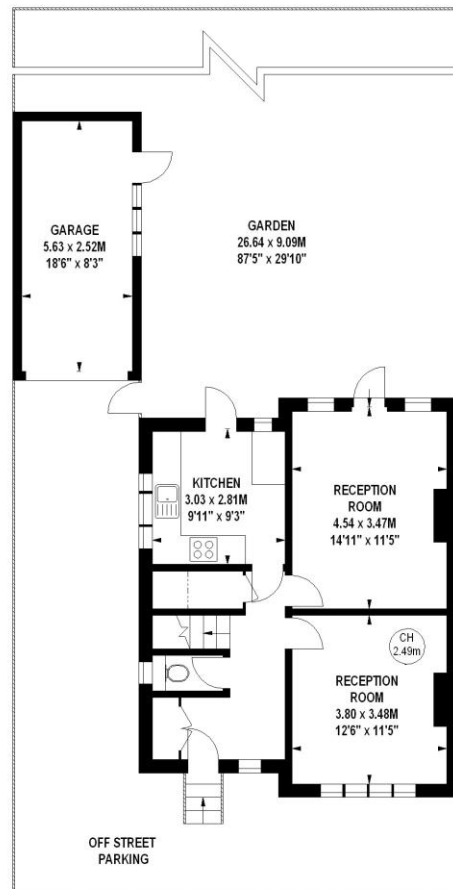 GARAGE
5.63 x 2.52M
18'6" x 8'3"
GARDEN
26.64 x 9.09M
87'5" x 29'10"
KITCHEN
3.03 x 2.81M
9'11" x 9'3"
RECEPTION
ROOM
4.54 x 3.47M
14'11" x 11'5"
CH
2.49m
RECEPTION
ROOM
3.80 x 3.48M
12'6" x 11'5"
OFF STREET
PARKING